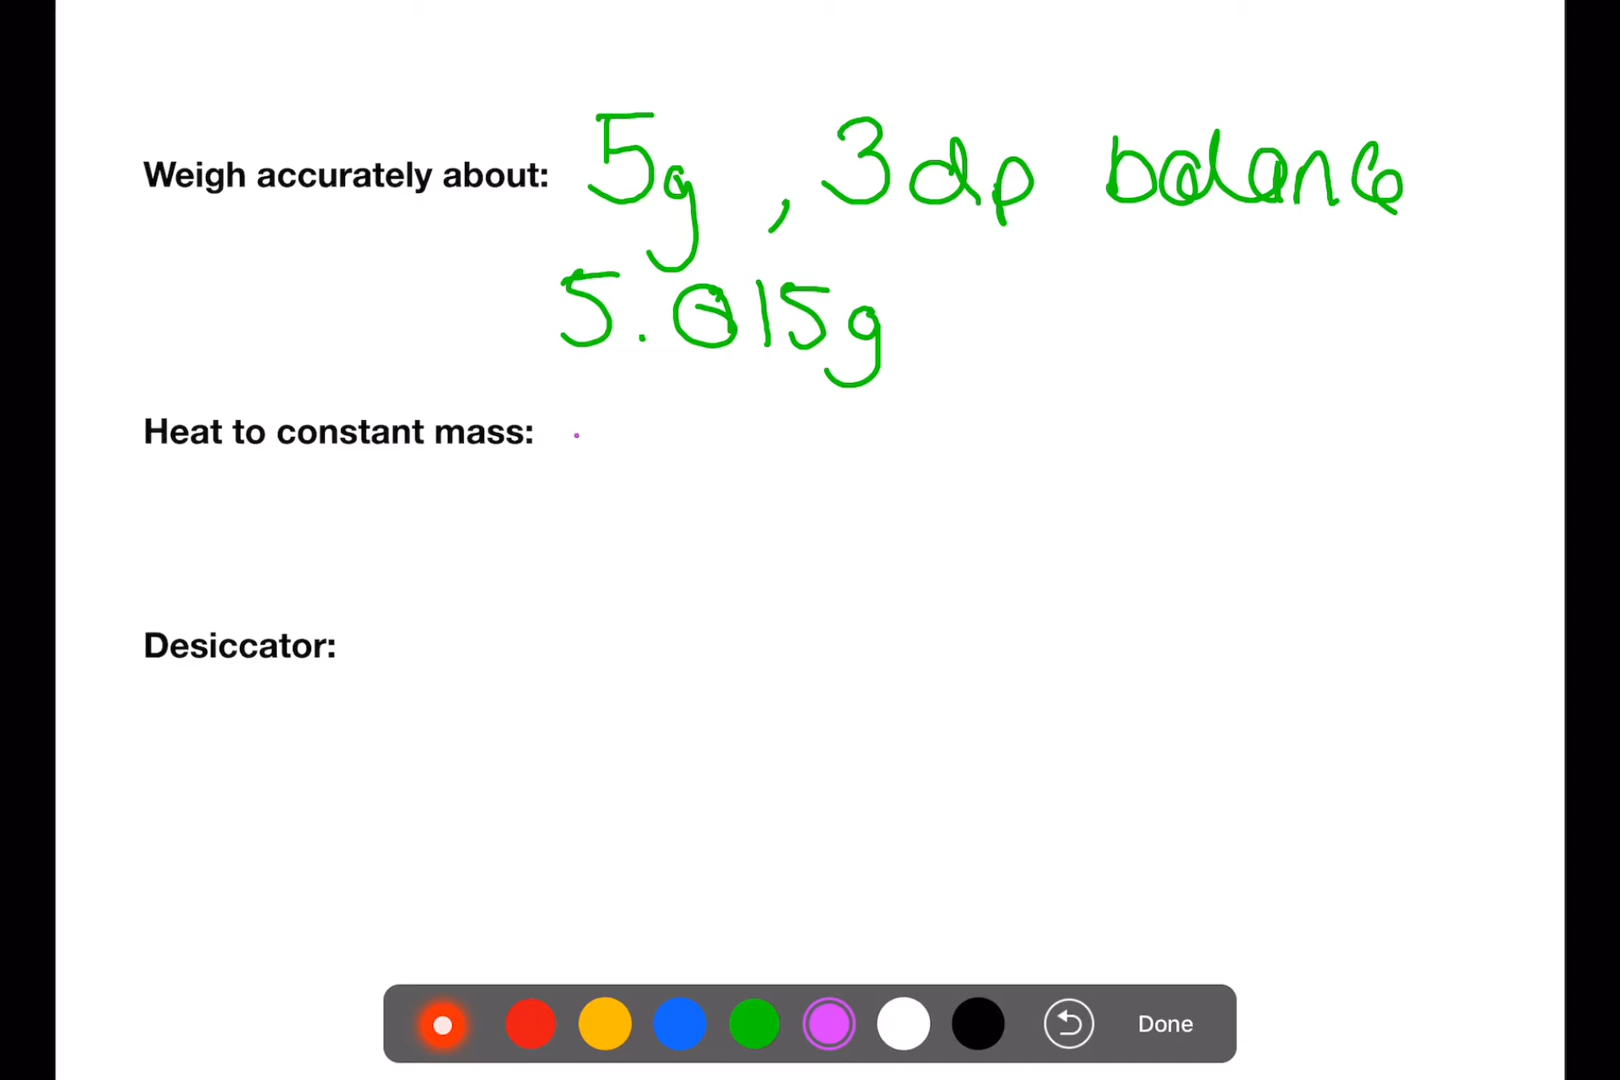 Weigh accurately about: 5g, 3dp balance
5.015g
Heat to constant mass:
Desiccator:
Done